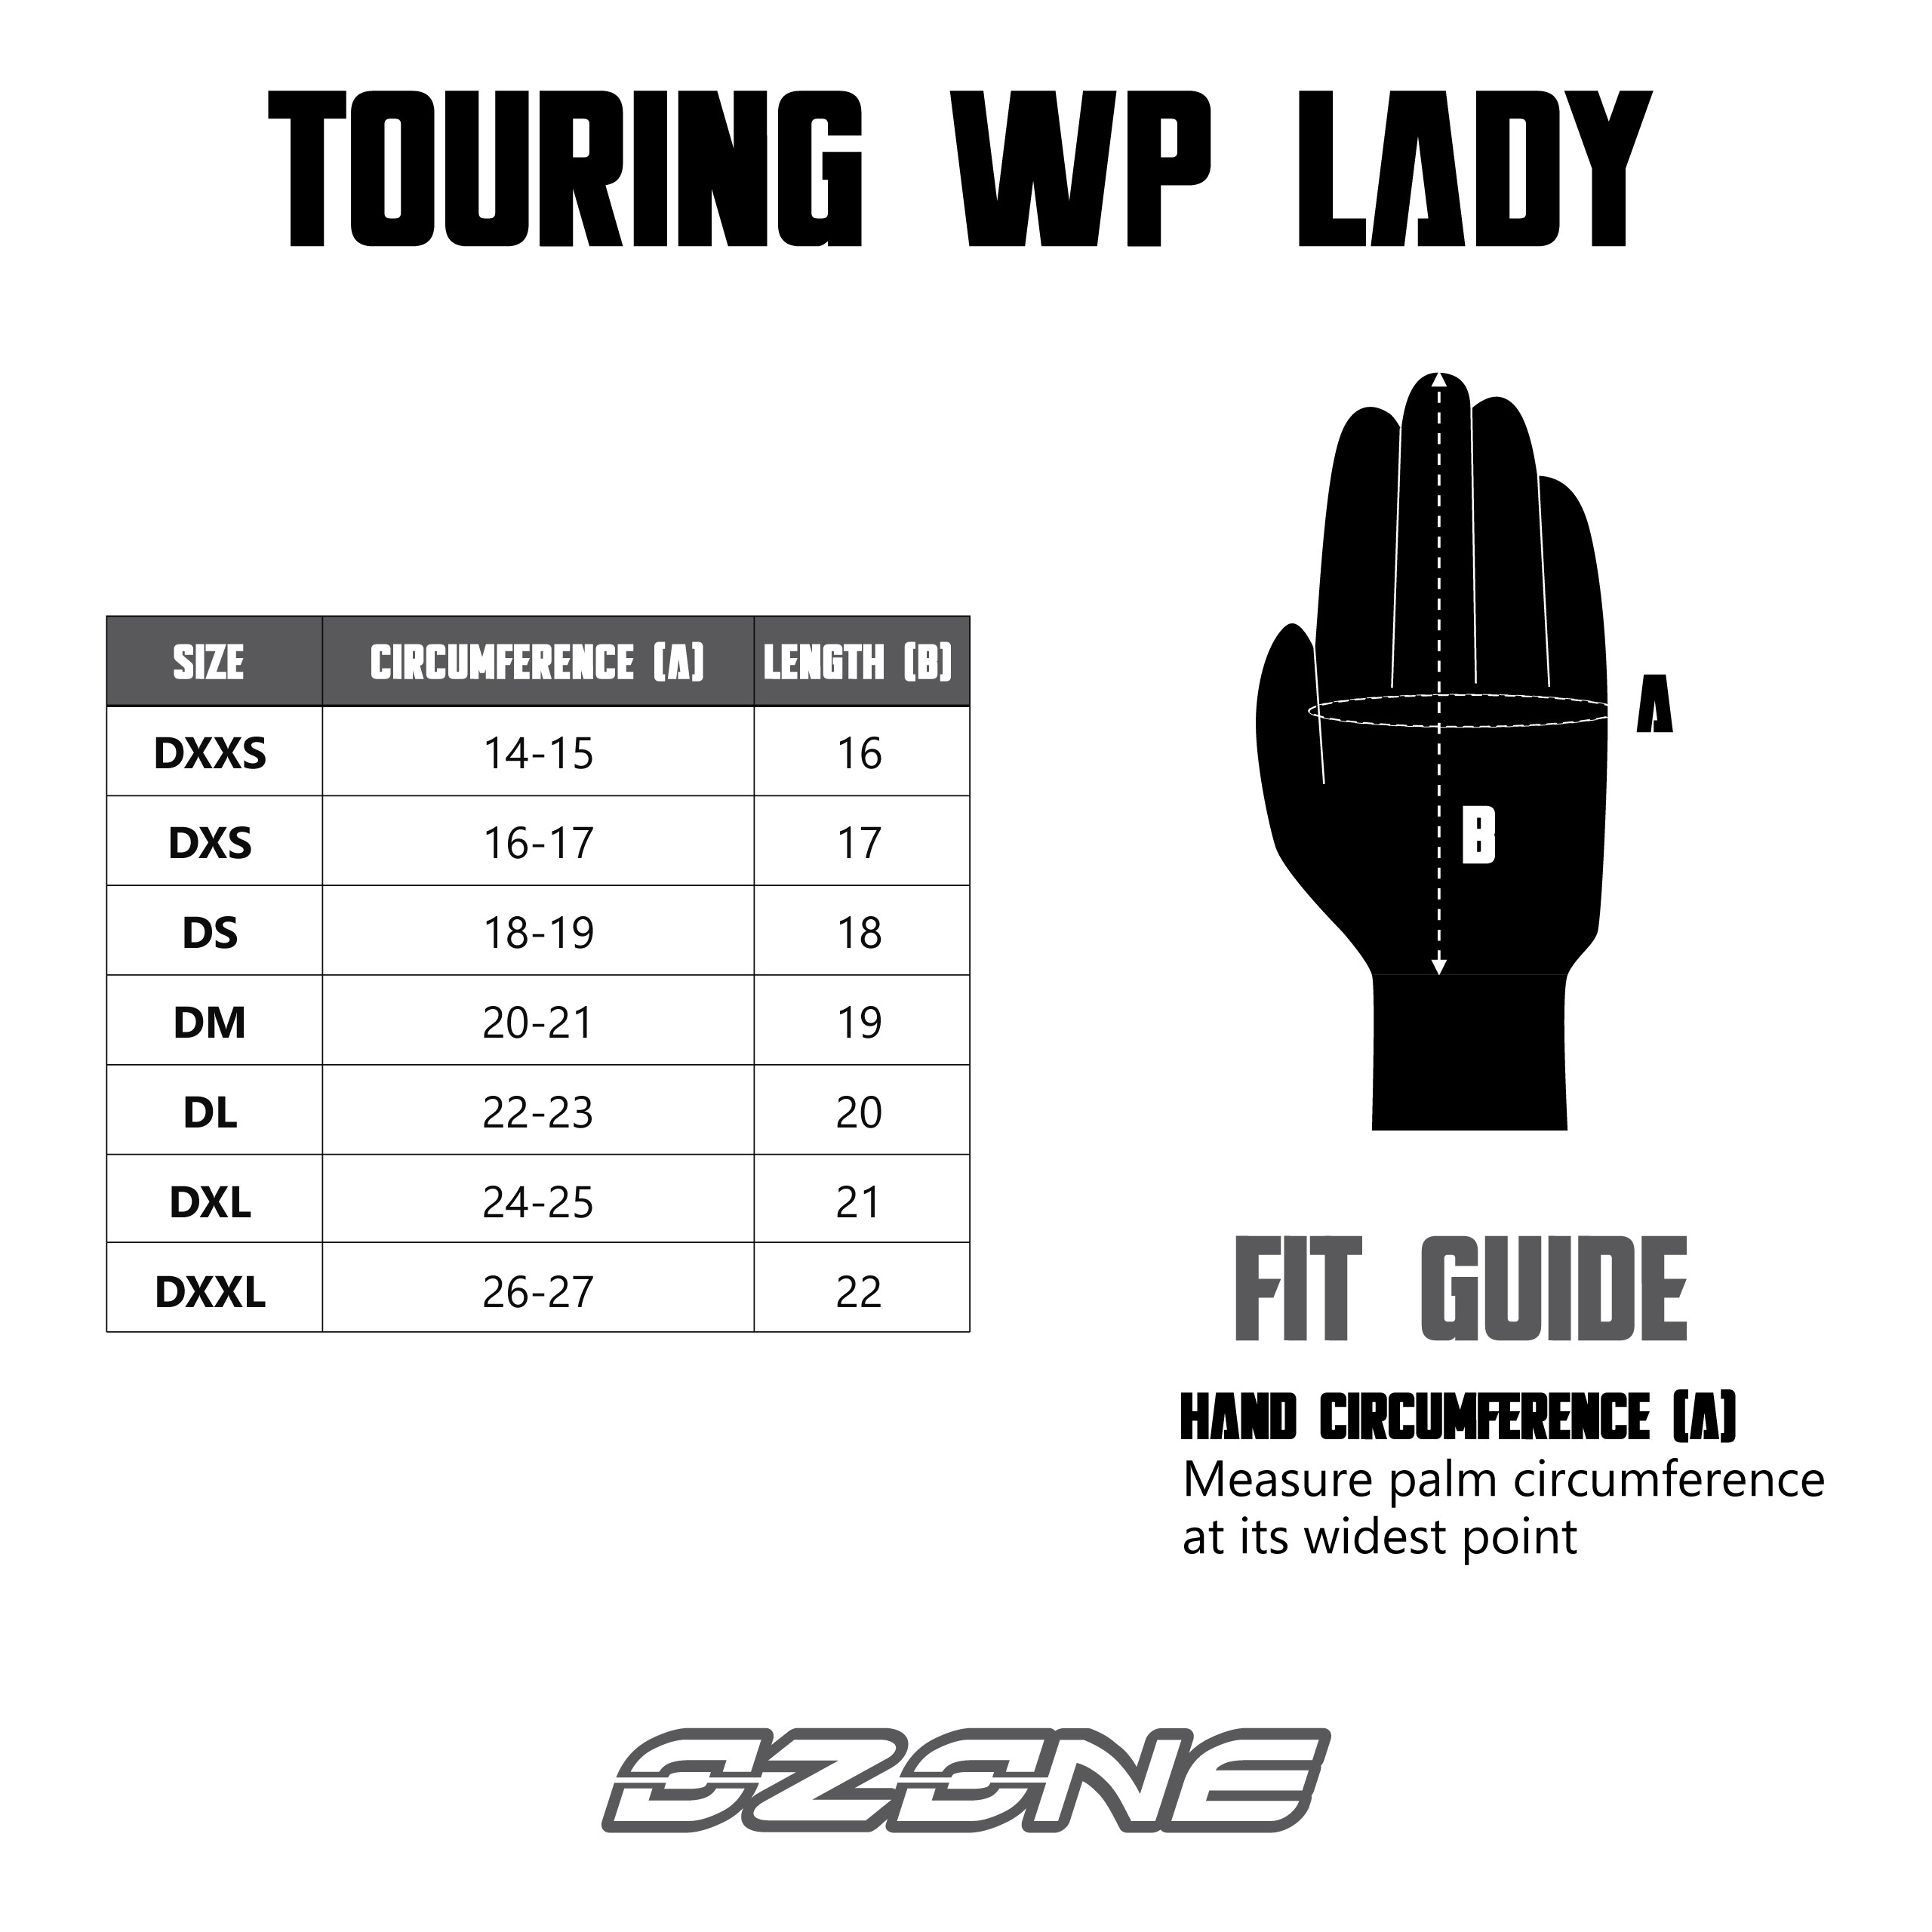 TOURING WP LADY
SIZE CIRCUMFERENCE (A) LENGTH (B)
DXXS 14-15 16
DXS 16-17 17
DS 18-19 18
DM 20-21 19
DL 22-23 20
DXL 24-25 21
DXXL 26-27 22
A
B
FIT GUIDE
HAND CIRCUMFERENCE (A)
Measure palm circumference
at its widest point
OZONE